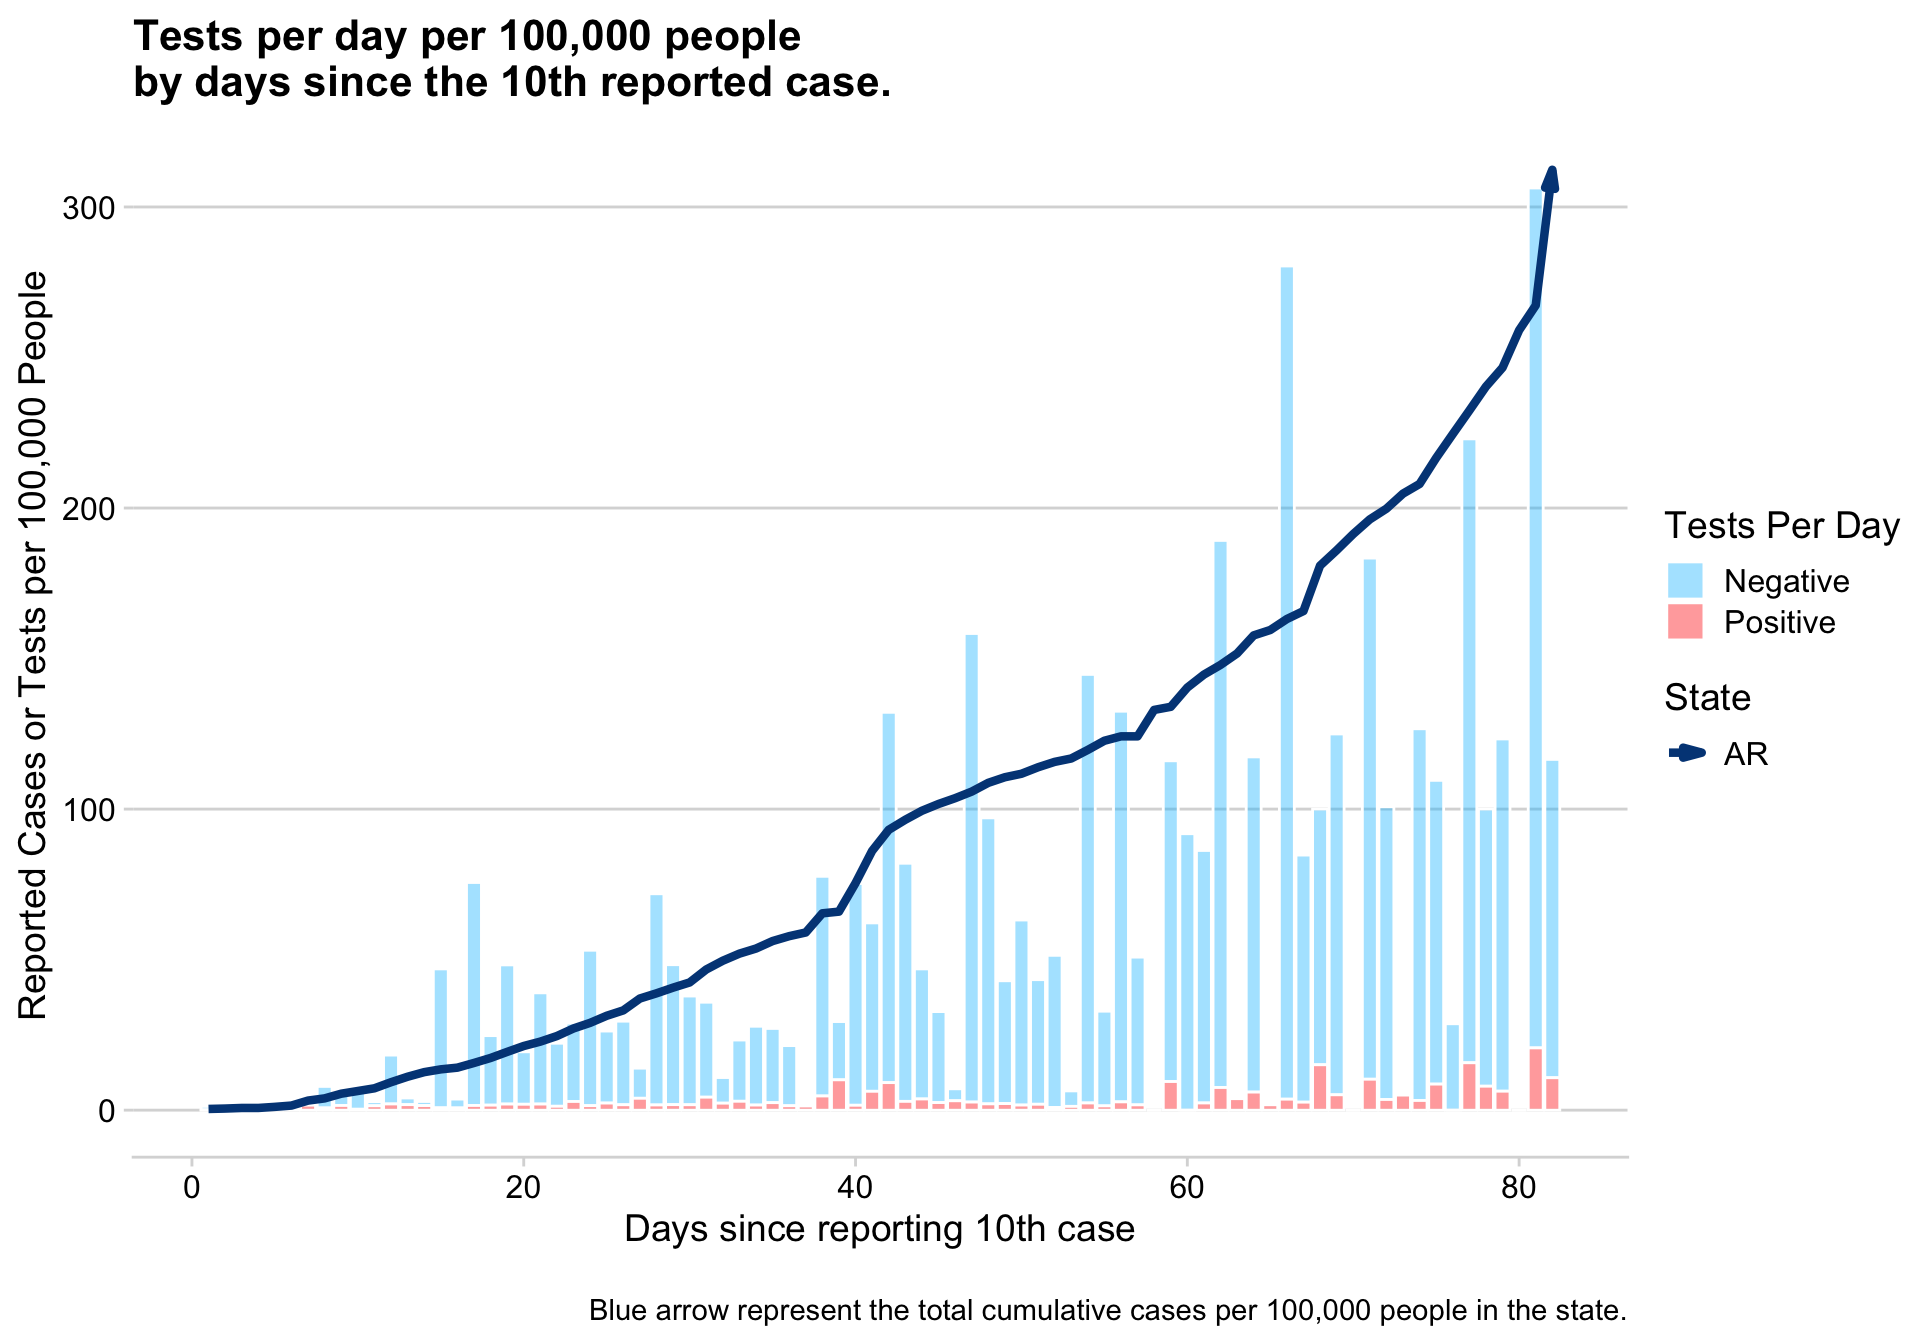 Tests per day per 100,000 people
by days since the 10th reported case.
Reported Cases or Tests per 100,000 People
300
200
100
0
0
20
40
60
80
Days since reporting 10th case
Tests Per Day
Negative
Positive
State
AR
Blue arrow represent the total cumulative cases per 100,000 people in the state.